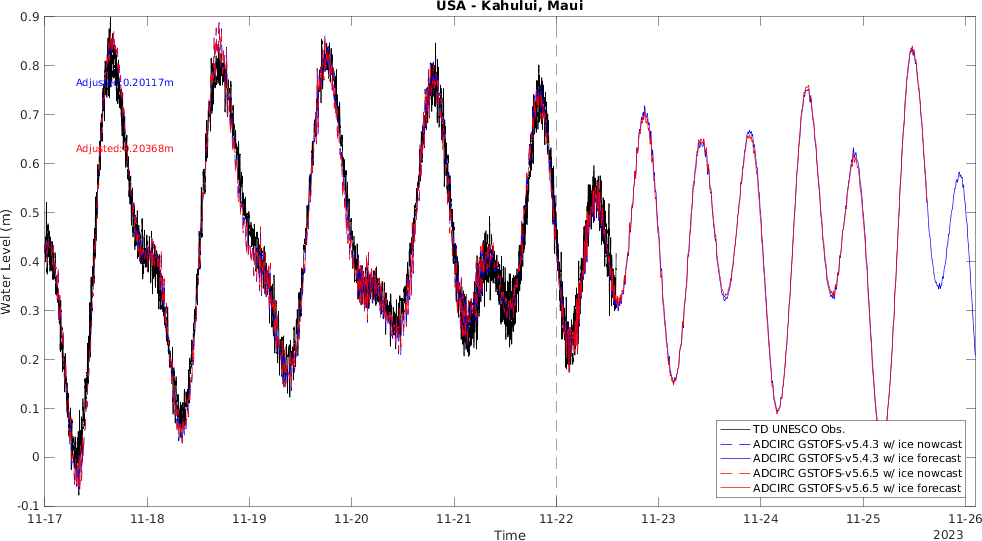 USA - Kahului, Maui
0.9
0.8
0.7
0.6
0.5
0.4
0.3
0.2
0.1
0
-0.1
Water Level (m)
Adjusted:0.20117m
Adjusted:0.20368m
TD UNESCO Obs.
ADCIRC GSTOFS-v5.4.3 w/ ice nowcast
ADCIRC GSTOFS-v5.4.3 w/ ice forecast
ADCIRC GSTOFS-v5.6.5 w/ ice nowcast
ADCIRC GSTOFS-v5.6.5 w/ ice forecast
11-17 11-18 11-19 11-20 11-21 11-22 11-23 11-24 11-25 11-26
Time
2023